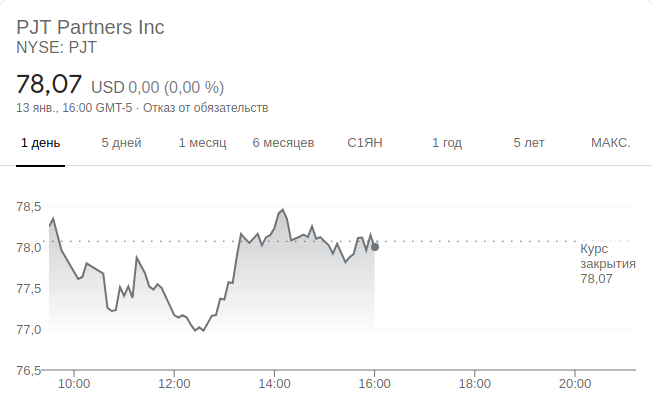 PJT Partners Inc
NYSE: PJT
78,07 USD 0,00 (0,00 %)
13 янв., 16:00 GMT-5 · Отказ от обязательств
1 день 5 дней 1 месяц 6 месяцев С1ЯН 1 год 5 лет МАКС.
78,5
78,0
77,5
77,0
76,5
Курс
закрытия
78,07
10:00 12:00 14:00 16:00 18:00 20:00